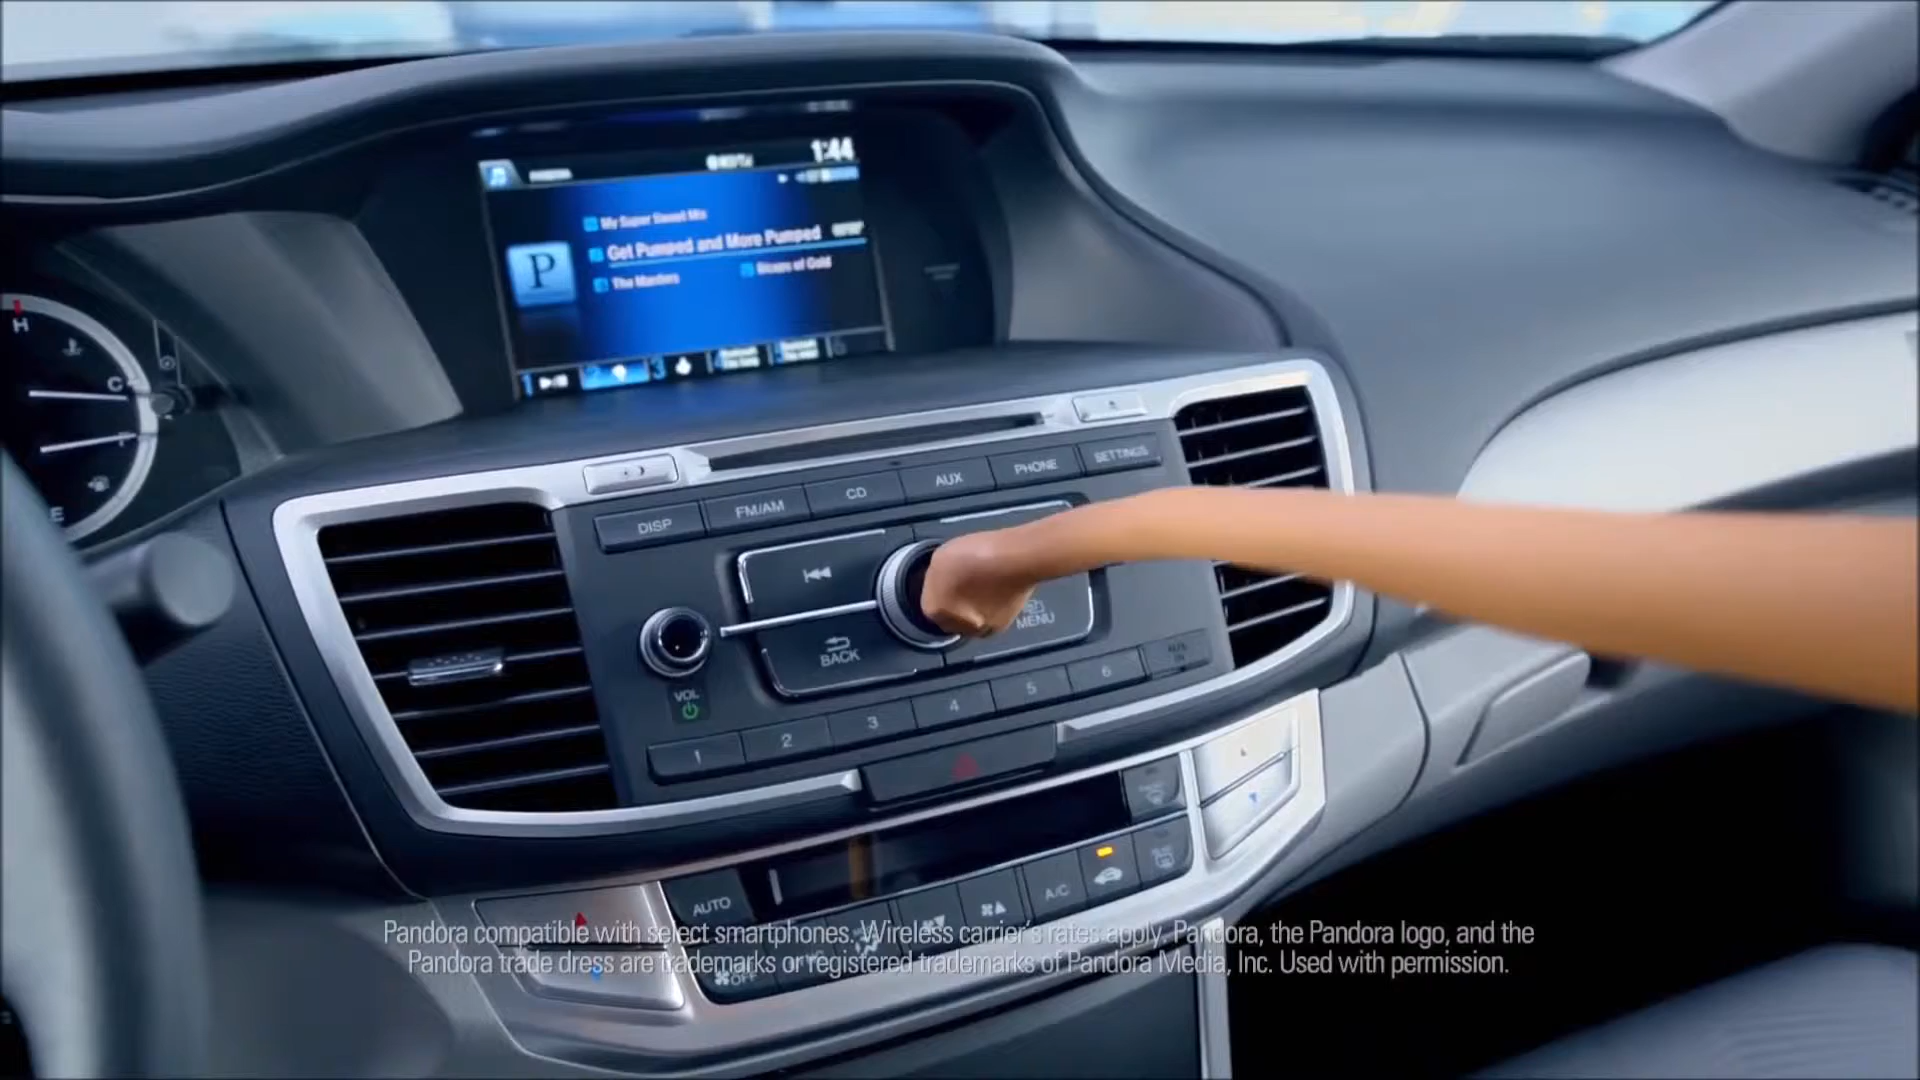 1:44
My Super Sweet Mix
P
Get Pumped and More Pumped
H
C
F
E
DISP
FM/AM
CD
AUX
PHONE
SETTINGS
BACK
MENU
VOL
1
2
3
4
5
6
AUX IN
AUTO
A/C
OFF
Pandora compatible with select smartphones. Wireless carrier's rates apply. Pandora, the Pandora logo, and the
Pandora trade dress are trademarks or registered trademarks of Pandora Media, Inc. Used with permission.